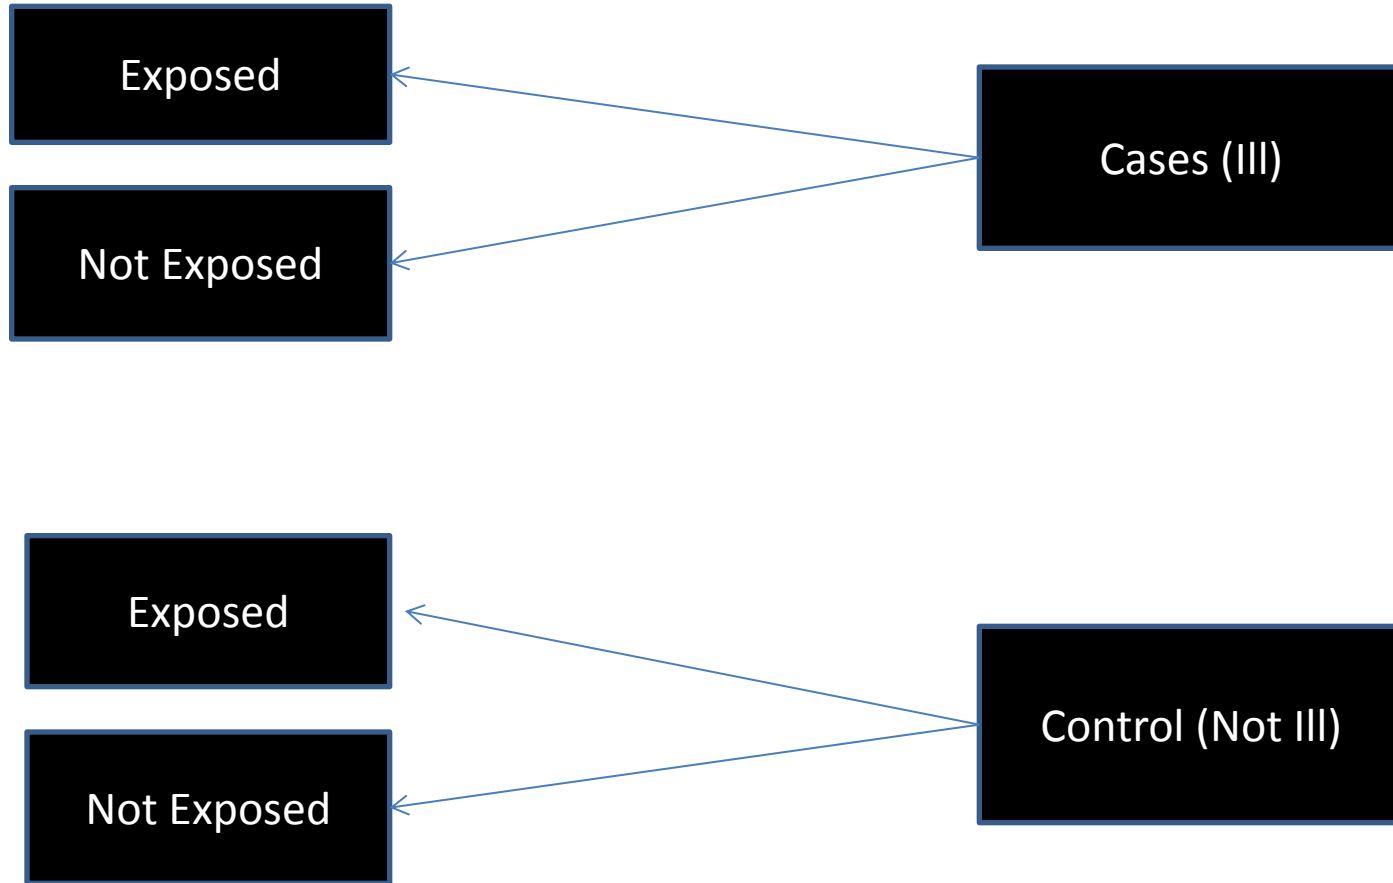 Exposed
Cases (Ill)
Not Exposed
Exposed
Control (Not Ill)
Not Exposed